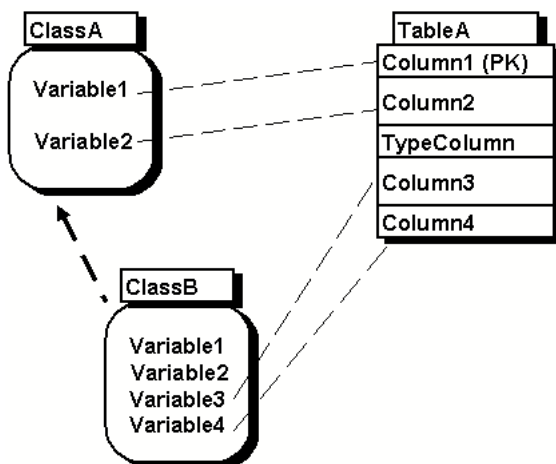 ClassA
Variable1
Variable2
TableA
Column1 (PK)
Column2
TypeColumn
Column3
Column4
ClassB
Variable1
Variable2
Variable3
Variable4